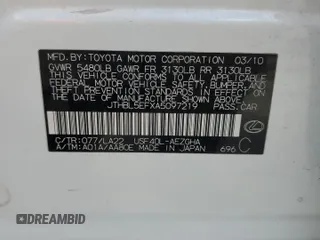 MFD. BY: TOYOTA MOTOR CORPORATION 03/10
GVWR 5480LB GAWR FR 3130LB RR 3130LB
THIS VEHICLE CONFORMS TO ALL APPLICABLE
FEDERAL MOTOR VEHICLE SAFETY, BUMPER, AND
THEFT PREVENTION STANDARDS IN EFFECT ON
THE DATE OF MANUFACTURE SHOWN ABOVE.
JTHBL5EFXA5097219 PASS. CAR
C/TR: 077/LA22 USF40L-AEZGHA
A/TM: A01A/AA80E MADE IN JAPAN 696 C
DREAMBID